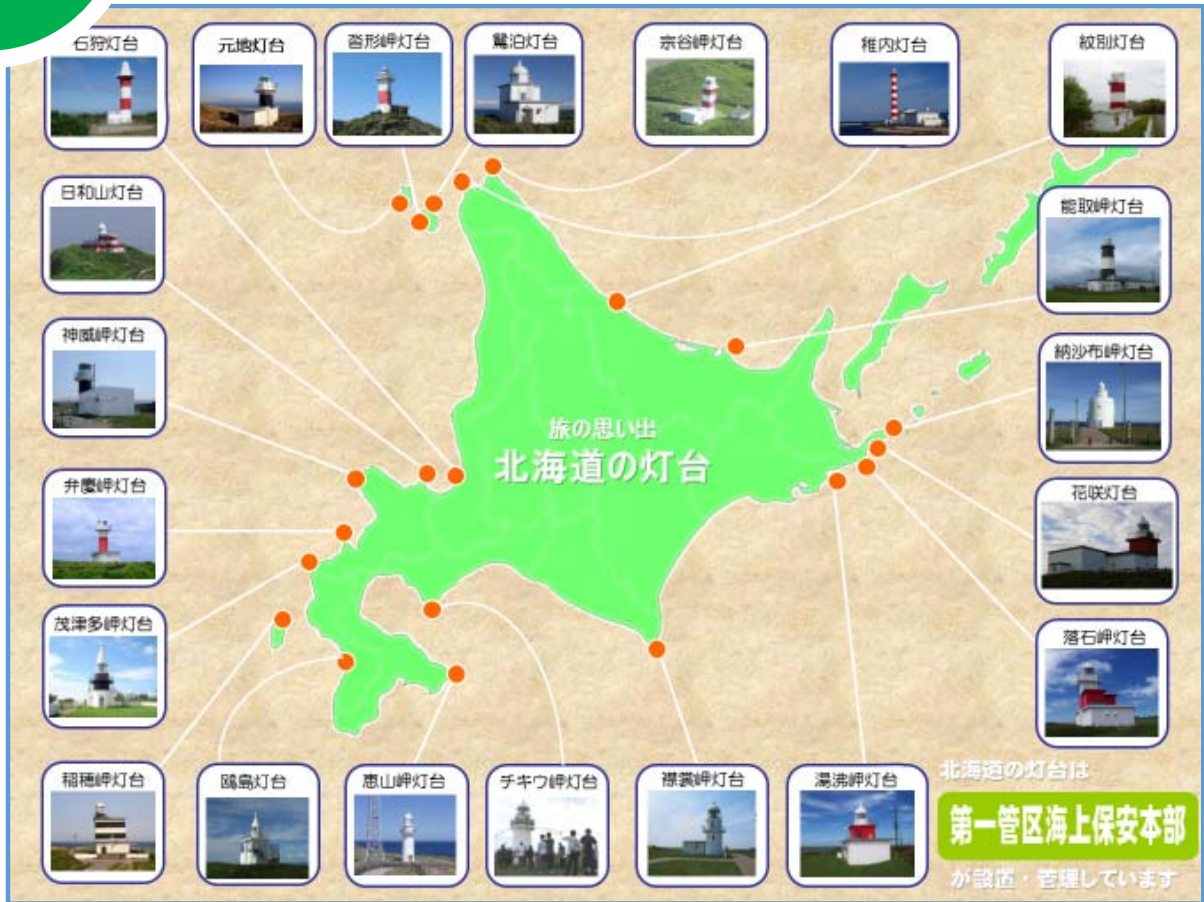 石狩灯台
元地灯台
沓形岬灯台
鴛泊灯台
宗谷岬灯台
稚内灯台
紋別灯台
日和山灯台
能取岬灯台
神威岬灯台
納沙布岬灯台
旅の思い出
北海道の灯台
弁慶岬灯台
花咲灯台
茂津多岬灯台
落石岬灯台
稲穂岬灯台
鴎島灯台
恵山岬灯台
チキウ岬灯台
襟裳岬灯台
湯沸岬灯台
北海道の灯台は
第一管区海上保安本部
が設置・管理しています